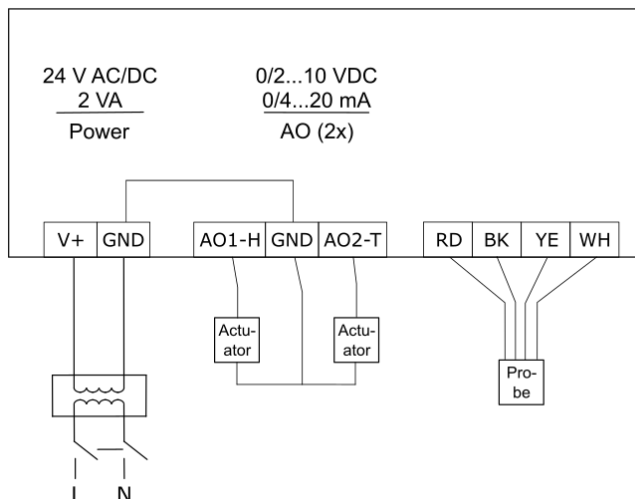 24 V AC/DC
2 VA
Power
0/2...10 VDC
0/4...20 mA
AO (2x)
V+ GND
AO1-H GND AO2-T
RD BK YE WH
Actu-
ator
Actu-
ator
Pro-
be
L N